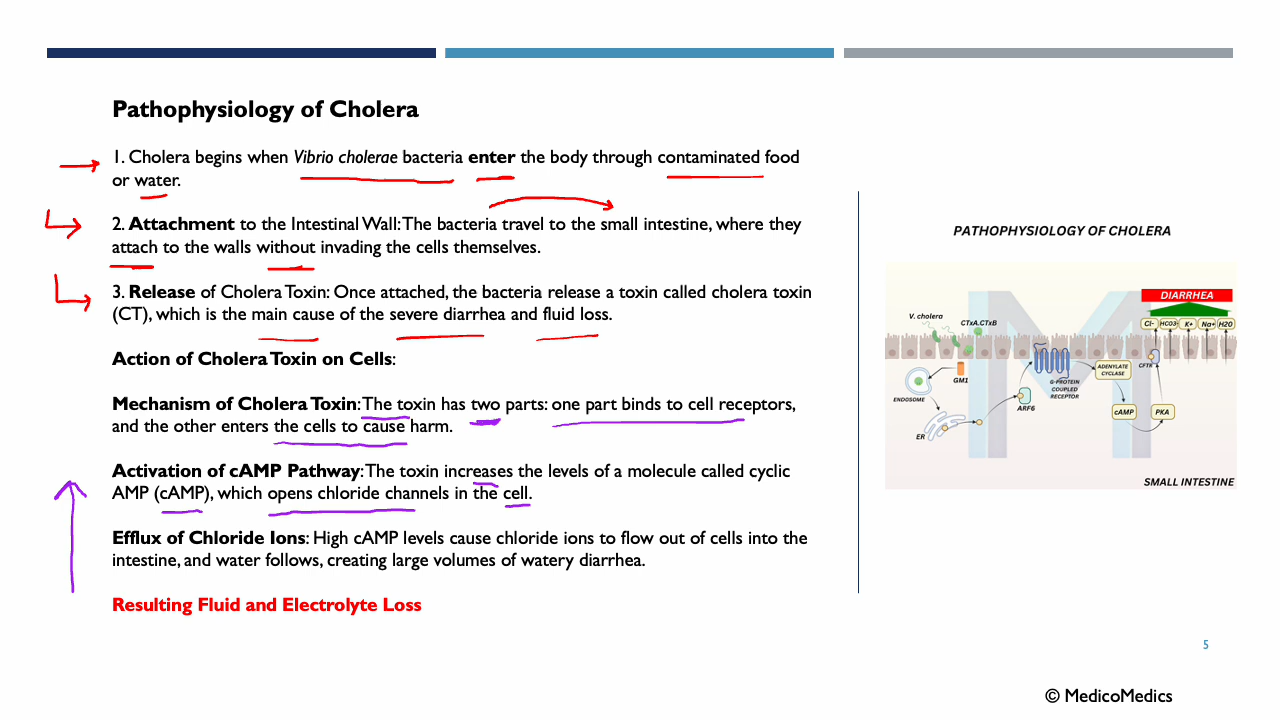 Pathophysiology of Cholera
1. Cholera begins when Vibrio cholerae bacteria enter the body through contaminated food
or water.
2. Attachment to the Intestinal Wall: The bacteria travel to the small intestine, where they
attach to the walls without invading the cells themselves.
3. Release of Cholera Toxin: Once attached, the bacteria release a toxin called cholera toxin
(CT), which is the main cause of the severe diarrhea and fluid loss.
Action of Cholera Toxin on Cells:
Mechanism of Cholera Toxin: The toxin has two parts: one part binds to cell receptors,
and the other enters the cells to cause harm.
Activation of cAMP Pathway: The toxin increases the levels of a molecule called cyclic
AMP (cAMP), which opens chloride channels in the cell.
Efflux of Chloride Ions: High cAMP levels cause chloride ions to flow out of cells into the
intestine, and water follows, creating large volumes of watery diarrhea.
Resulting Fluid and Electrolyte Loss
PATHOPHYSIOLOGY OF CHOLERA
DIARRHEA
V. cholera
CTxA.CTxB
Cl- HCO3- K+ Na+ H2O
GM1
ENDOSOME
ER
ARF6
G-PROTEIN
COUPLED
RECEPTOR
ADENYLATE
CYCLASE
CFTR
cAMP
PKA
SMALL INTESTINE
5
© MedicoMedics